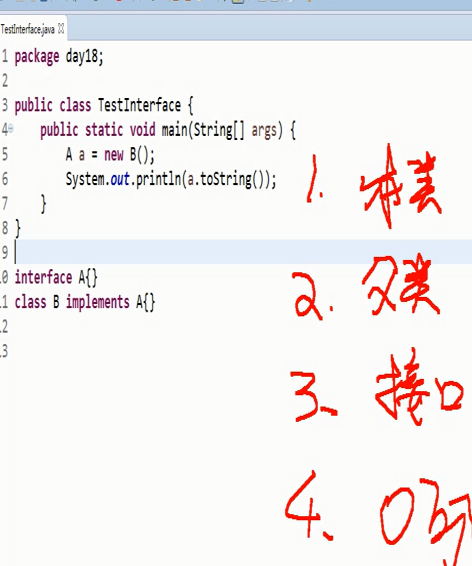 TestInterface.java
1 package day18;
2
3 public class TestInterface {
4 public static void main(String[] args) {
5 A a = new B();
6 System.out.println(a.toString());
7 }
8 }
9
10 interface A{}
11 class B implements A{}
12
13
1. 本类
2. 父类
3、接口
4、